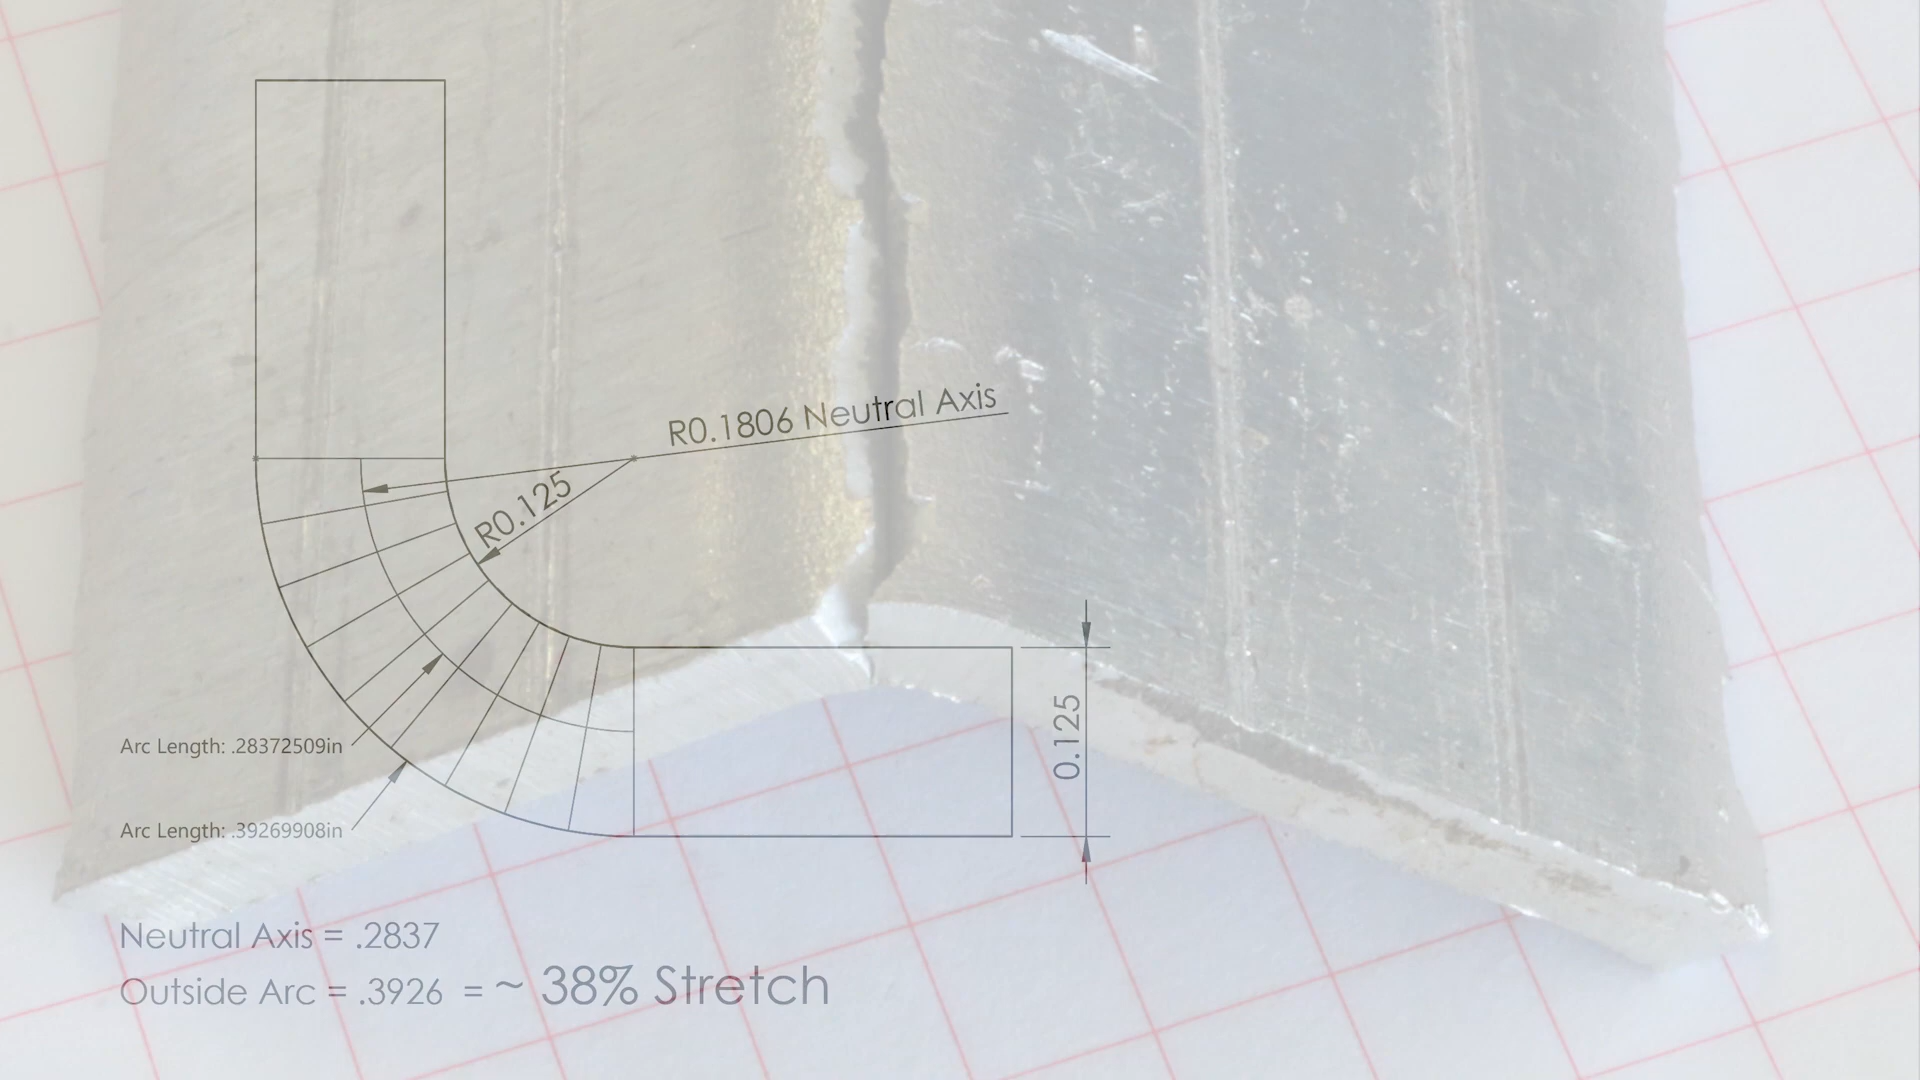 R0.1806 Neutral Axis
R0.125
0.125
Arc Length: .28372509in
Arc Length: .39269908in
Neutral Axis = .2837
Outside Arc = .3926 = ~ 38% Stretch